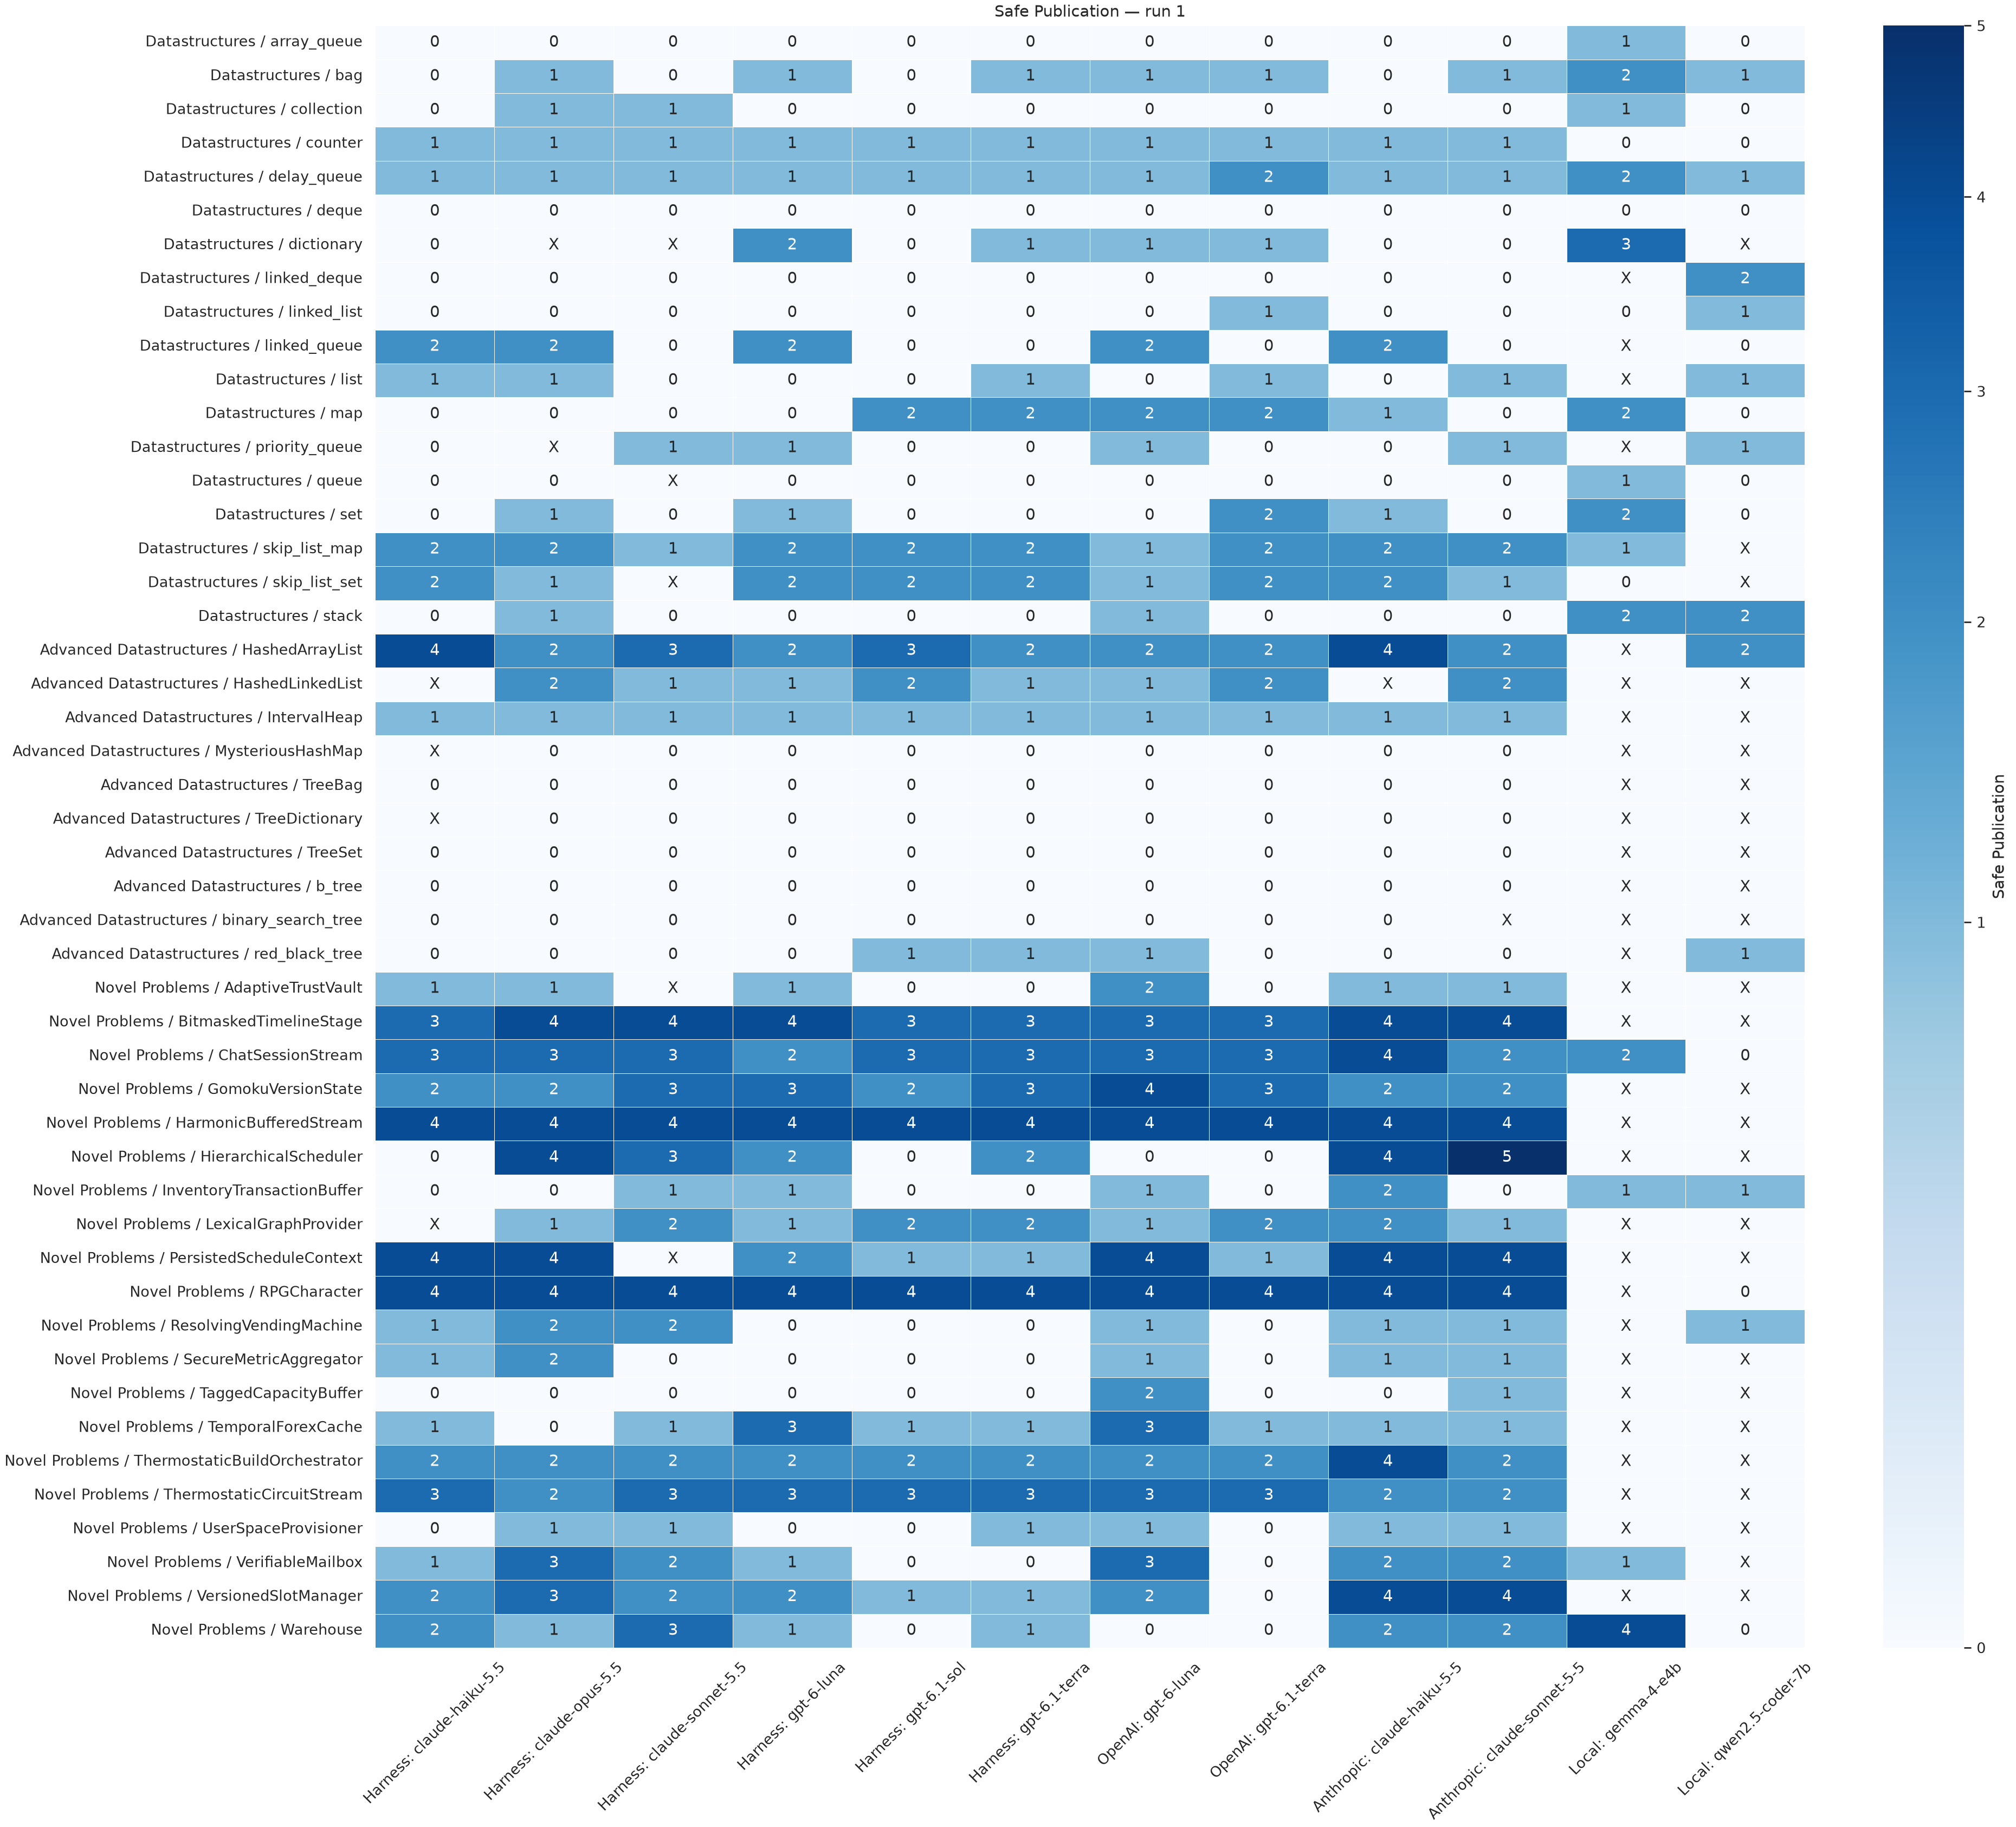 Safe Publication — run 1
Datastructures / array_queue 0 0 0 0 0 0 0 0 0 0 1 0
Datastructures / bag 0 1 0 1 0 1 1 1 0 1 2 1
Datastructures / collection 0 1 1 0 0 0 0 0 0 0 1 0
Datastructures / counter 1 1 1 1 1 1 1 1 1 1 0 0
Datastructures / delay_queue 1 1 1 1 1 1 1 2 1 1 2 1
Datastructures / deque 0 0 0 0 0 0 0 0 0 0 0 0
Datastructures / dictionary 0 X X 2 0 1 1 1 0 0 3 X
Datastructures / linked_deque 0 0 0 0 0 0 0 0 0 0 X 2
Datastructures / linked_list 0 0 0 0 0 0 0 1 0 0 0 1
Datastructures / linked_queue 2 2 0 2 0 0 2 0 2 0 X 0
Datastructures / list 1 1 0 0 0 1 0 1 0 1 X 1
Datastructures / map 0 0 0 0 2 2 2 2 1 0 2 0
Datastructures / priority_queue 0 X 1 1 0 0 1 0 0 1 X 1
Datastructures / queue 0 0 X 0 0 0 0 0 0 0 1 0
Datastructures / set 0 1 0 1 0 0 0 2 1 0 2 0
Datastructures / skip_list_map 2 2 1 2 2 2 1 2 2 2 1 X
Datastructures / skip_list_set 2 1 X 2 2 2 1 2 2 1 0 X
Datastructures / stack 0 1 0 0 0 0 1 0 0 0 2 2
Advanced Datastructures / HashedArrayList 4 2 3 2 3 2 2 2 4 2 X 2
Advanced Datastructures / HashedLinkedList X 2 1 1 2 1 1 2 X 2 X X
Advanced Datastructures / IntervalHeap 1 1 1 1 1 1 1 1 1 1 X X
Advanced Datastructures / MysteriousHashMap X 0 0 0 0 0 0 0 0 0 X X
Advanced Datastructures / TreeBag 0 0 0 0 0 0 0 0 0 0 X X
Advanced Datastructures / TreeDictionary X 0 0 0 0 0 0 0 0 0 X X
Advanced Datastructures / TreeSet 0 0 0 0 0 0 0 0 0 0 X X
Advanced Datastructures / b_tree 0 0 0 0 0 0 0 0 0 0 X X
Advanced Datastructures / binary_search_tree 0 0 0 0 0 0 0 0 0 X X X
Advanced Datastructures / red_black_tree 0 0 0 0 1 1 1 0 0 0 X 1
Novel Problems / AdaptiveTrustVault 1 1 X 1 0 0 2 0 1 1 X X
Novel Problems / BitmaskedTimelineStage 3 4 4 4 3 3 3 3 4 4 X X
Novel Problems / ChatSessionStream 3 3 3 2 3 3 3 3 4 2 2 0
Novel Problems / GomokuVersionState 2 2 3 3 2 3 4 3 2 2 X X
Novel Problems / HarmonicBufferedStream 4 4 4 4 4 4 4 4 4 4 X X
Novel Problems / HierarchicalScheduler 0 4 3 2 0 2 0 0 4 5 X X
Novel Problems / InventoryTransactionBuffer 0 0 1 1 0 0 1 0 2 0 1 1
Novel Problems / LexicalGraphProvider X 1 2 1 2 2 1 2 2 1 X X
Novel Problems / PersistedScheduleContext 4 4 X 2 1 1 4 1 4 4 X X
Novel Problems / RPGCharacter 4 4 4 4 4 4 4 4 4 4 X 0
Novel Problems / ResolvingVendingMachine 1 2 2 0 0 0 1 0 1 1 X 1
Novel Problems / SecureMetricAggregator 1 2 0 0 0 0 1 0 1 1 X X
Novel Problems / TaggedCapacityBuffer 0 0 0 0 0 0 2 0 0 1 X X
Novel Problems / TemporalForexCache 1 0 1 3 1 1 3 1 1 1 X X
Novel Problems / ThermostaticBuildOrchestrator 2 2 2 2 2 2 2 2 4 2 X X
Novel Problems / ThermostaticCircuitStream 3 2 3 3 3 3 3 3 2 2 X X
Novel Problems / UserSpaceProvisioner 0 1 1 0 0 1 1 0 1 1 X X
Novel Problems / VerifiableMailbox 1 3 2 1 0 0 3 0 2 2 1 X
Novel Problems / VersionedSlotManager 2 3 2 2 1 1 2 0 4 4 X X
Novel Problems / Warehouse 2 1 3 1 0 1 0 0 2 2 4 0
Harness: claude-haiku-5.5
Harness: claude-opus-5.5
Harness: claude-sonnet-5.5
Harness: gpt-6-luna
Harness: gpt-6.1-sol
Harness: gpt-6.1-terra
OpenAI: gpt-6-luna
OpenAI: gpt-6.1-terra
Anthropic: claude-haiku-5-5
Anthropic: claude-sonnet-5-5
Local: gemma-4-e4b
Local: qwen2.5-coder-7b
5
4
3
2
1
0
Safe Publication